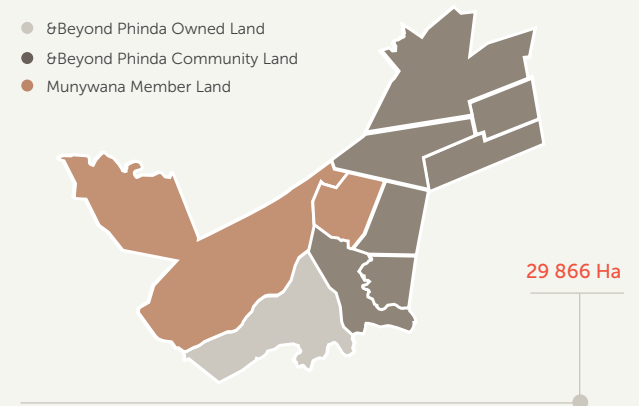 &Beyond Phinda Owned Land
&Beyond Phinda Community Land
Munywana Member Land
29 866 Ha